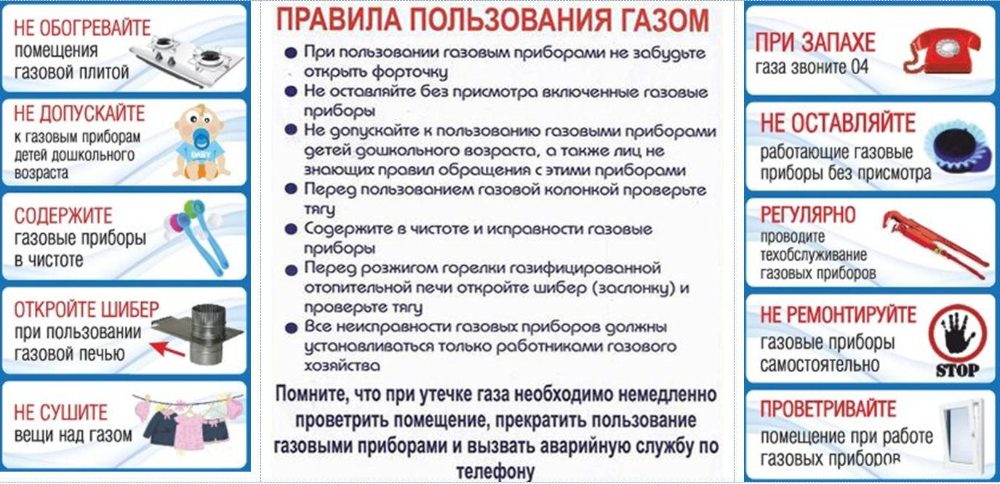 НЕ ОБОГРЕВАЙТЕ
помещения
газовой плитой
НЕ ДОПУСКАЙТЕ
к газовым приборам
детей дошкольного
возраста
BABY
СОДЕРЖИТЕ
газовые приборы
в чистоте
ОТКРОЙТЕ ШИБЕР
при пользовании
газовой печью
НЕ СУШИТЕ
вещи над газом
ПРАВИЛА ПОЛЬЗОВАНИЯ ГАЗОМ
● При пользовании газовым приборами не забудьте
открыть форточку
● Не оставляйте без присмотра включенные газовые
приборы
● Не допускайте к пользованию газовыми приборами
детей дошкольного возраста, а также лиц не
знающих правил обращения с этими приборами
● Перед пользованием газовой колонкой проверьте
тягу
● Содержите в чистоте и исправности газовые
приборы
● Перед розжигом горелки газифицированной
отопительной печи откройте шибер (заслонку) и
проверьте тягу
● Все неисправности газовых приборов должны
устанавливаться только работниками газового
хозяйства
Помните, что при утечке газа необходимо немедленно
проветрить помещение, прекратить пользование
газовыми приборами и вызвать аварийную службу по
телефону
ПРИ ЗАПАХЕ
газа звоните 04
НЕ ОСТАВЛЯЙТЕ
работающие газовые
приборы без присмотра
РЕГУЛЯРНО
проводите
техобслуживание
газовых приборов
НЕ РЕМОНТИРУЙТЕ
газовые приборы
самостоятельно
STOP
ПРОВЕТРИВАЙТЕ
помещение при работе
газовых приборов